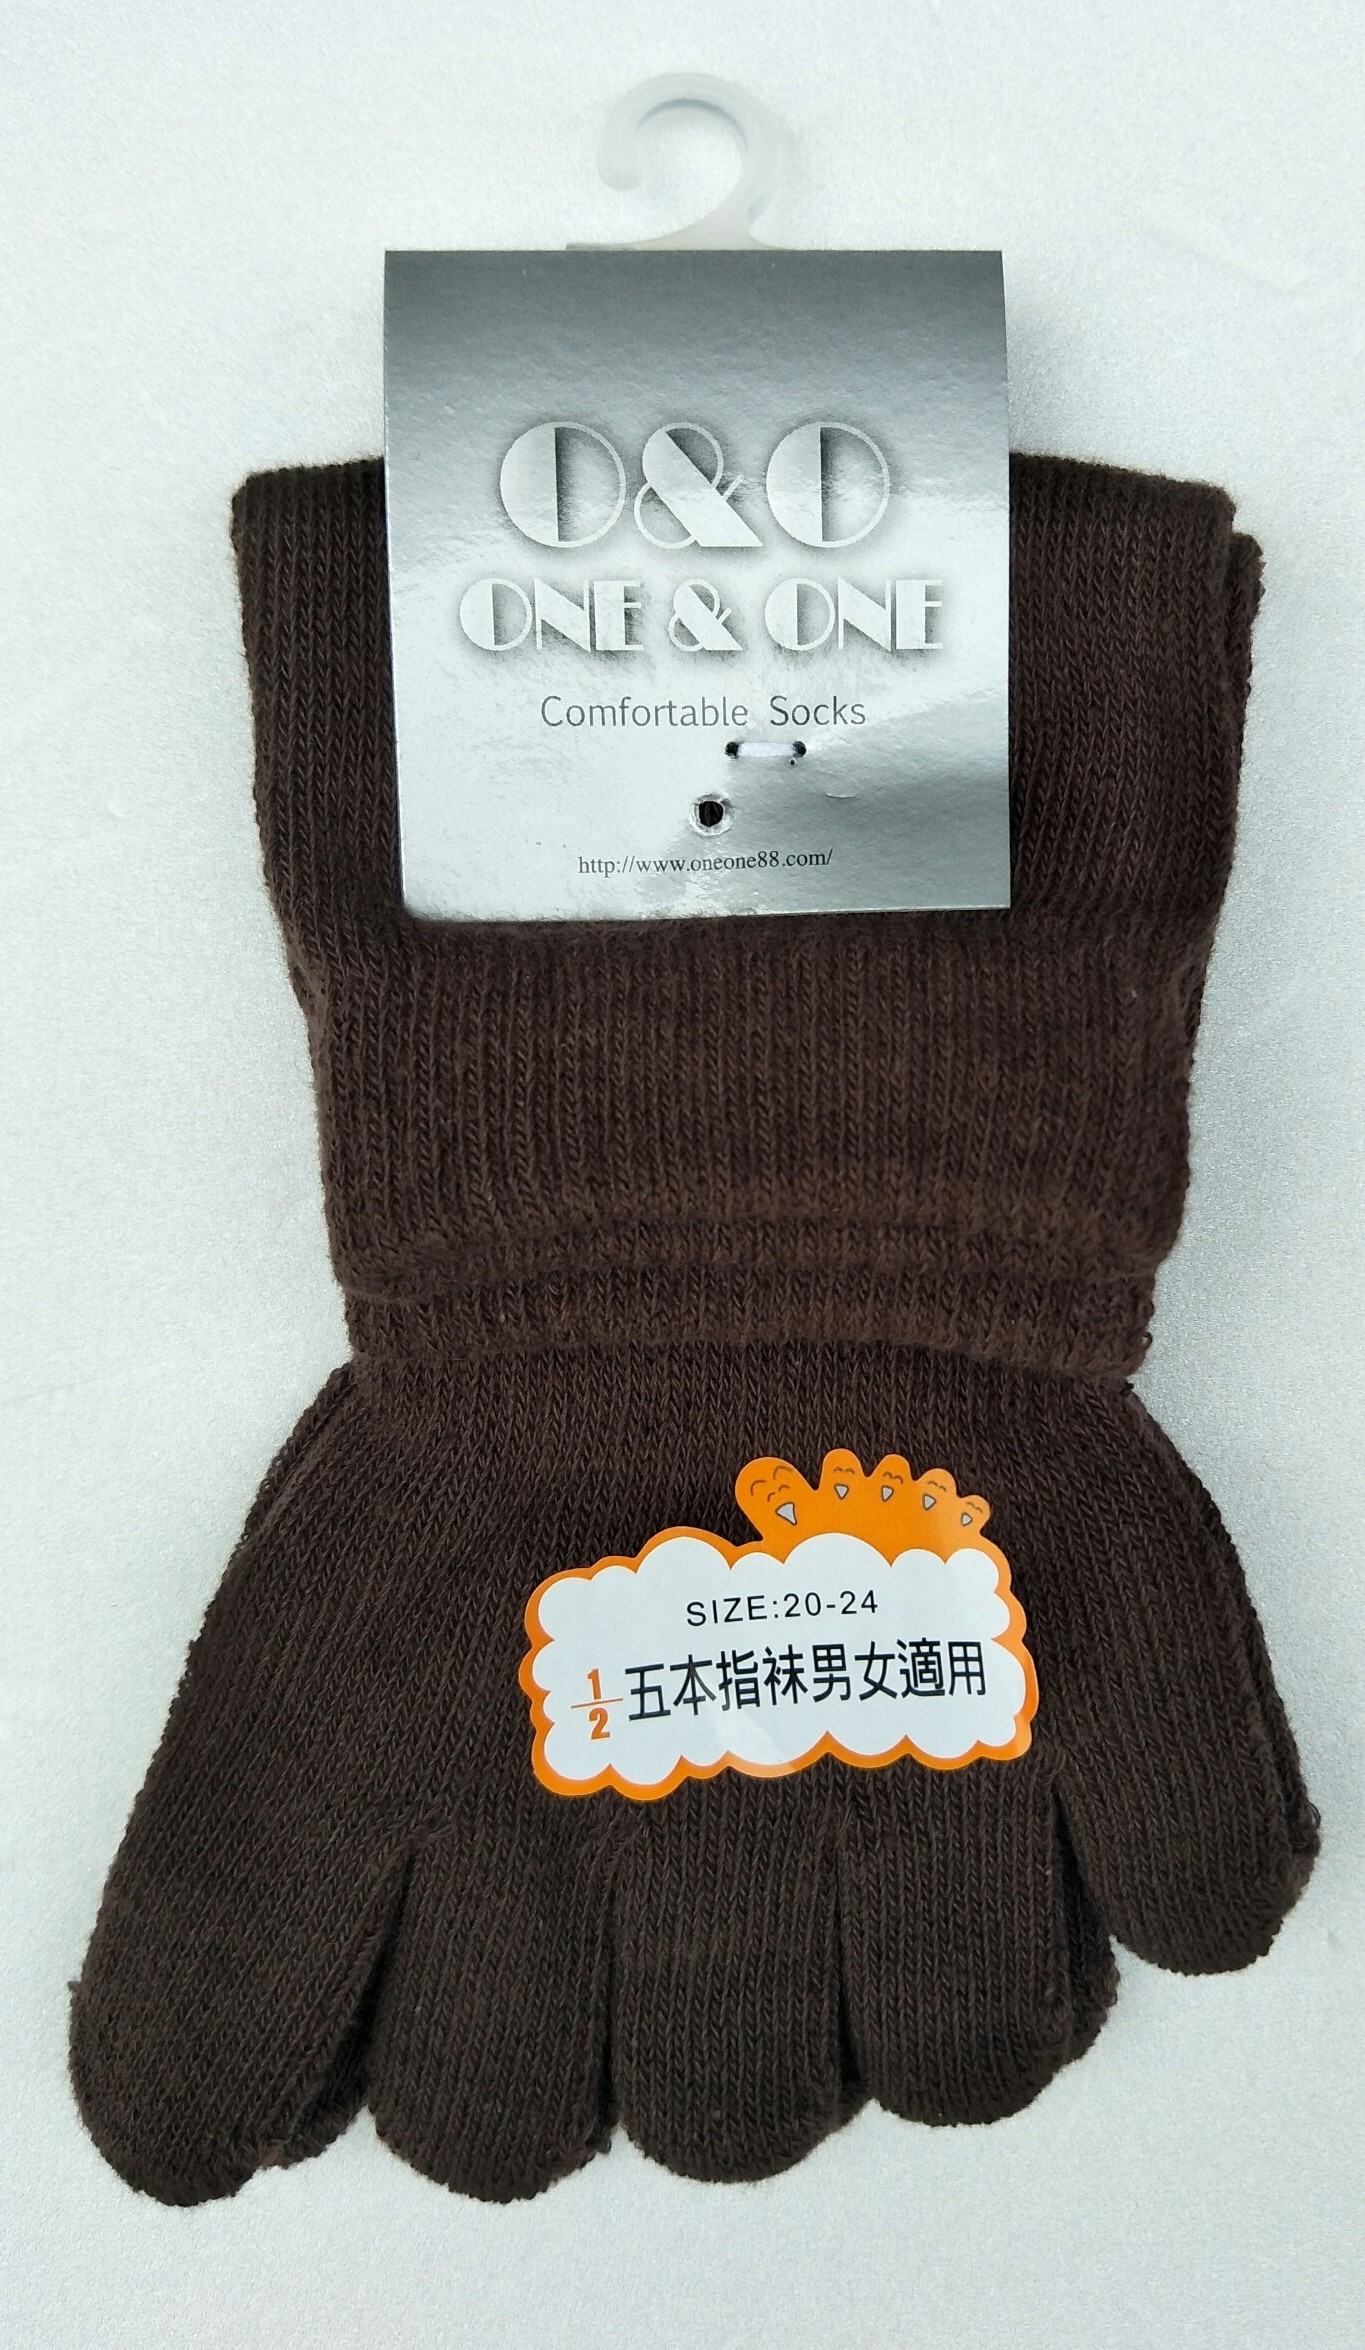 O&O
ONE & ONE
Comfortable Socks
http://www.oneone88.com/
SIZE:20-24
1/2 五本指袜男女適用